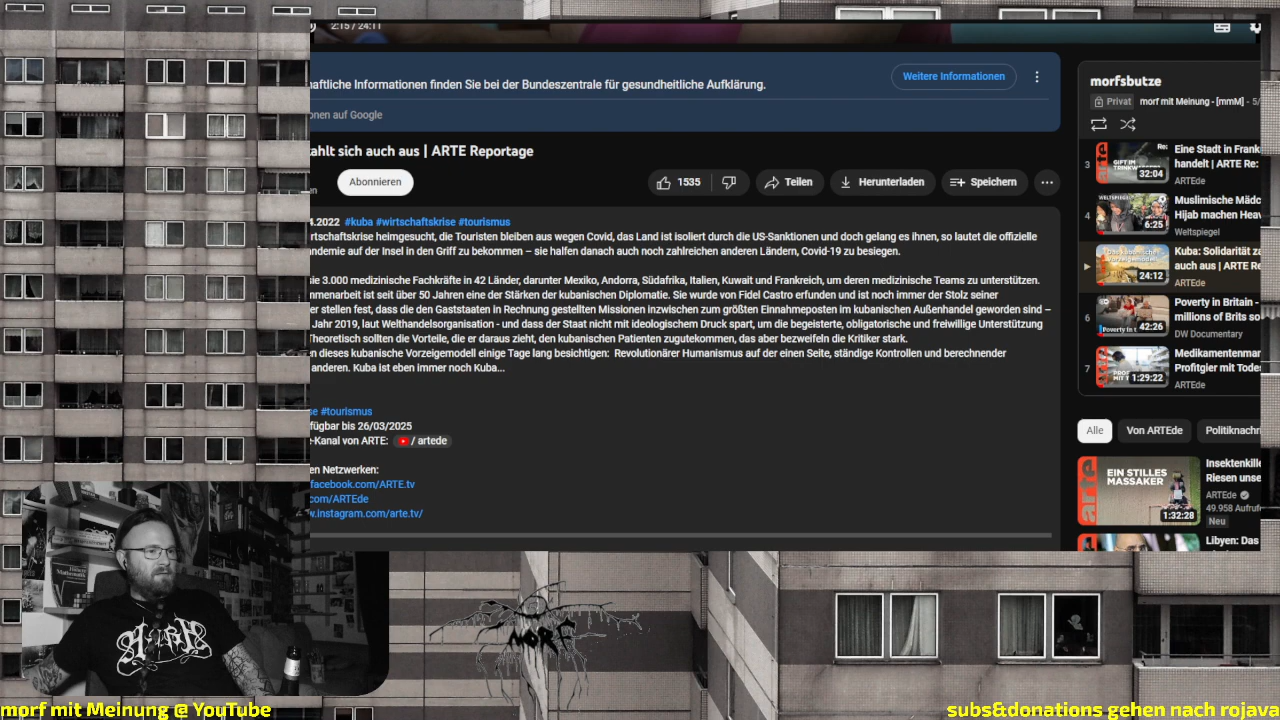 2:15 / 24:11
haftliche Informationen finden Sie bei der Bundeszentrale für gesundheitliche Aufklärung.
Weitere Informationen
onen auf Google
ahlt sich auch aus | ARTE Reportage
Abonnieren
1535
Teilen
Herunterladen
Speichern
4.2022 #kuba #wirtschaftskrise #tourismus
rtschaftskrise heimgesucht, die Touristen bleiben aus wegen Covid, das Land ist isoliert durch die US-Sanktionen und doch gelang es ihnen, so lautet die offizielle
andemie auf der Insel in den Griff zu bekommen – sie halfen danach auch noch zahlreichen anderen Ländern, Covid-19 zu besiegen.
sie 3.000 medizinische Fachkräfte in 42 Länder, darunter Mexiko, Andorra, Südafrika, Italien, Kuwait und Frankreich, um deren medizinische Teams zu unterstützen.
mmenarbeit ist seit über 50 Jahren eine der Stärken der kubanischen Diplomatie. Sie wurde von Fidel Castro erfunden und ist noch immer der Stolz seiner
er stellen fest, dass die den Gaststaaten in Rechnung gestellten Missionen inzwischen zum größten Einnahmeposten im kubanischen Außenhandel geworden sind –
Jahr 2019, laut Welthandelsorganisation - und dass der Staat nicht mit ideologischem Druck spart, um die begeisterte, obligatorische und freiwillige Unterstützung
Theoretisch sollten die Vorteile, die er daraus zieht, den kubanischen Patienten zugutekommen, das aber bezweifeln die Kritiker stark.
en dieses kubanische Vorzeigemodell einige Tage lang besichtigen: Revolutionärer Humanismus auf der einen Seite, ständige Kontrollen und berechnender
anderen. Kuba ist eben immer noch Kuba...
se #tourismus
fügbar bis 26/03/2025
e-Kanal von ARTE: / artede
en Netzwerken:
facebook.com/ARTE.tv
com/ARTEde
w.instagram.com/arte.tv/
morfsbutze
Privat morf mit Meinung - [mmM] - 5/
3
32:04
Eine Stadt in Frank
handelt | ARTE Re:
ARTEde
4
6:25
Muslimische Mädc
Hijab machen Heav
Weltspiegel
24:12
Kuba: Solidarität za
auch aus | ARTE Re
ARTEde
6
42:26
Poverty in Britain -
millions of Brits so
DW Documentary
7
1:29:22
Medikamentenmar
Profitgier mit Tode
ARTEde
Alle
Von ARTEde
Politiknachr
arte
EIN STILLES
MASSAKER
1:32:28
Insektenkille
Riesen unse
ARTEde
49.958 Aufrufe
Neu
Libyen: Das
MORF
morf mit Meinung @ YouTube
subs&donations gehen nach rojava